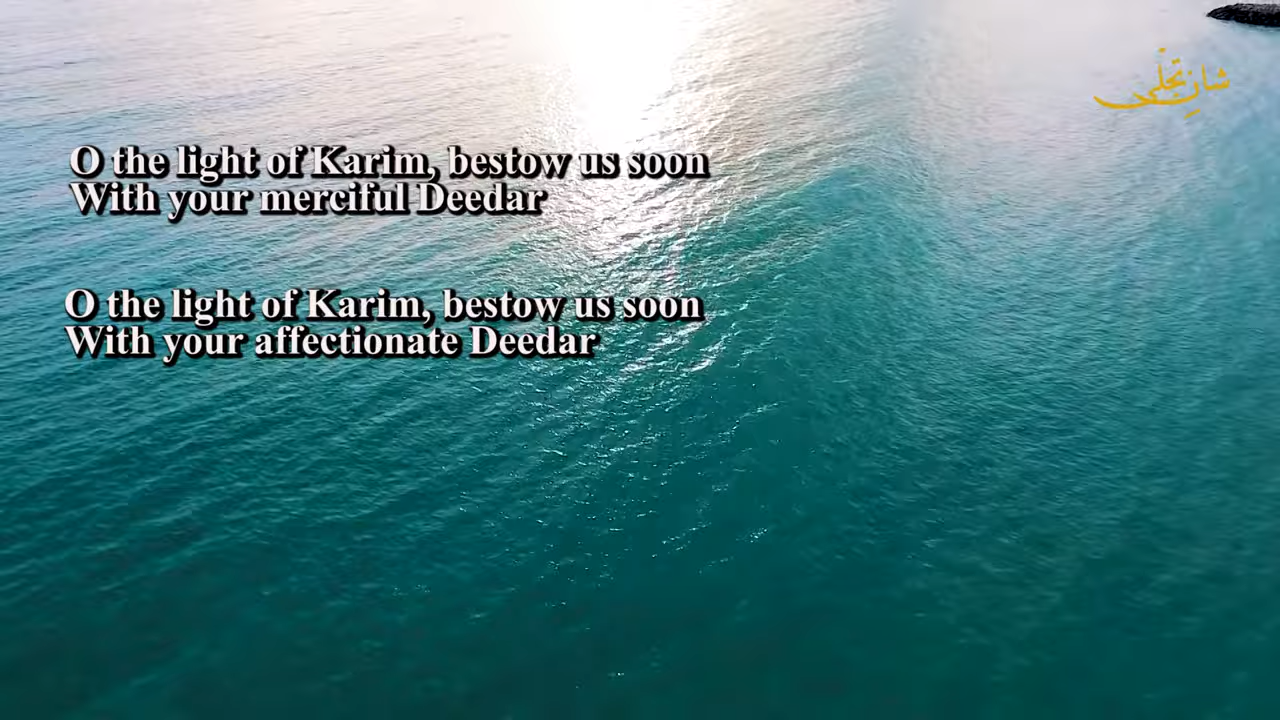 شانِ تجلّی
O the light of Karim, bestow us soon
With your merciful Deedar
O the light of Karim, bestow us soon
With your affectionate Deedar